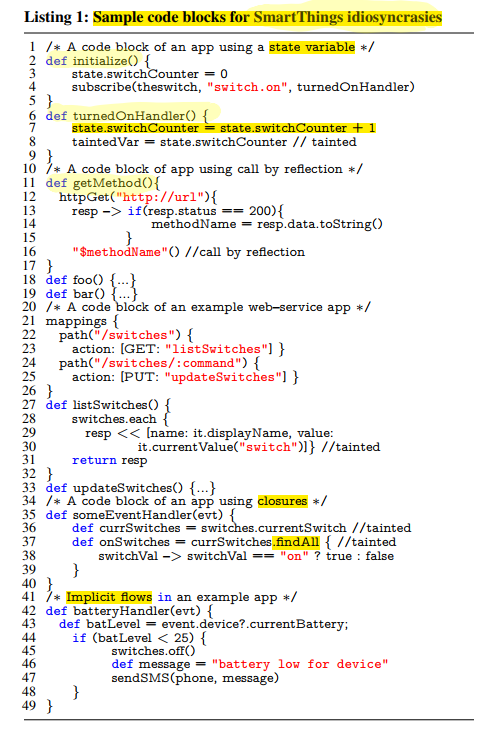 Listing 1: Sample code blocks for SmartThings idiosyncrasies
1 /* A code block of an app using a state variable */
2 def initialize() {
3 state.switchCounter = 0
4 subscribe(theswitch, "switch.on", turnedOnHandler)
5 }
6 def turnedOnHandler() {
7 state.switchCounter = state.switchCounter + 1
8 taintedVar = state.switchCounter // tainted
9 }
10 /* A code block of app using call by reflection */
11 def getMethod(){
12 httpGet("http://url"){
13 resp −> if(resp.status == 200){
14 methodName = resp.data.toString()
15 }
16 "$methodName"() //call by reflection
17 }
18 def foo() {...}
19 def bar() {...}
20 /* A code block of an example web−service app */
21 mappings {
22 path("/switches") {
23 action: [GET: "listSwitches"] }
24 path("/switches/:command") {
25 action: [PUT: "updateSwitches"] }
26 }
27 def listSwitches() {
28 switches.each {
29 resp << [name: it.displayName, value:
30 it.currentValue("switch")]} //tainted
31 return resp
32 }
33 def updateSwitches() {...}
34 /* A code block of an app using closures */
35 def someEventHandler(evt) {
36 def currSwitches = switches.currentSwitch //tainted
37 def onSwitches = currSwitches.findAll { //tainted
38 switchVal −> switchVal == "on" ? true : false
39 }
40 }
41 /* Implicit flows in an example app */
42 def batteryHandler(evt) {
43 def batLevel = event.device?.currentBattery;
44 if (batLevel < 25) {
45 switches.off()
46 def message = "battery low for device"
47 sendSMS(phone, message)
48 }
49 }